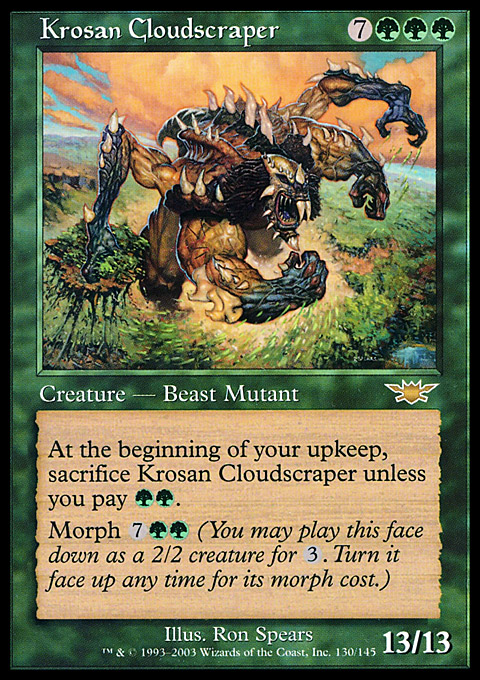 Krosan Cloudscraper 7
Creature — Beast Mutant
At the beginning of your upkeep,
sacrifice Krosan Cloudscraper unless
you pay .
Morph 7 (You may play this face
down as a 2/2 creature for 3. Turn it
face up any time for its morph cost.)
Illus. Ron Spears
13/13
™ & © 1993-2003 Wizards of the Coast, Inc. 130/145